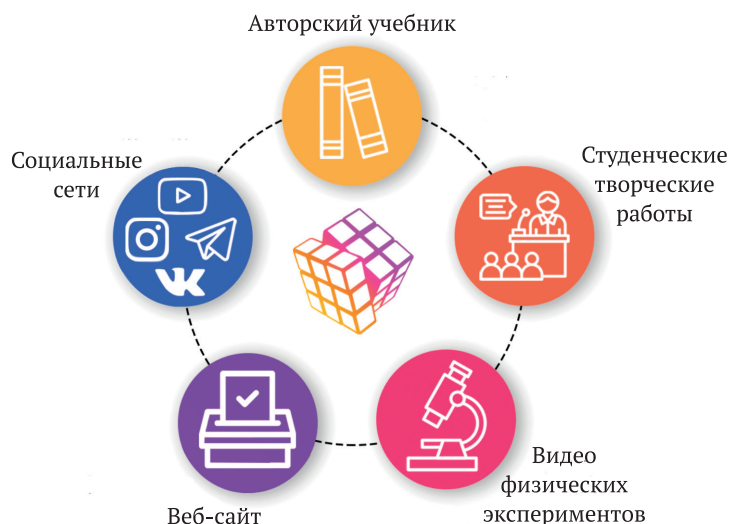 Авторский учебник
Социальные
сети
Студенческие
творческие
работы
Видео
физических
экспериментов
Веб-сайт